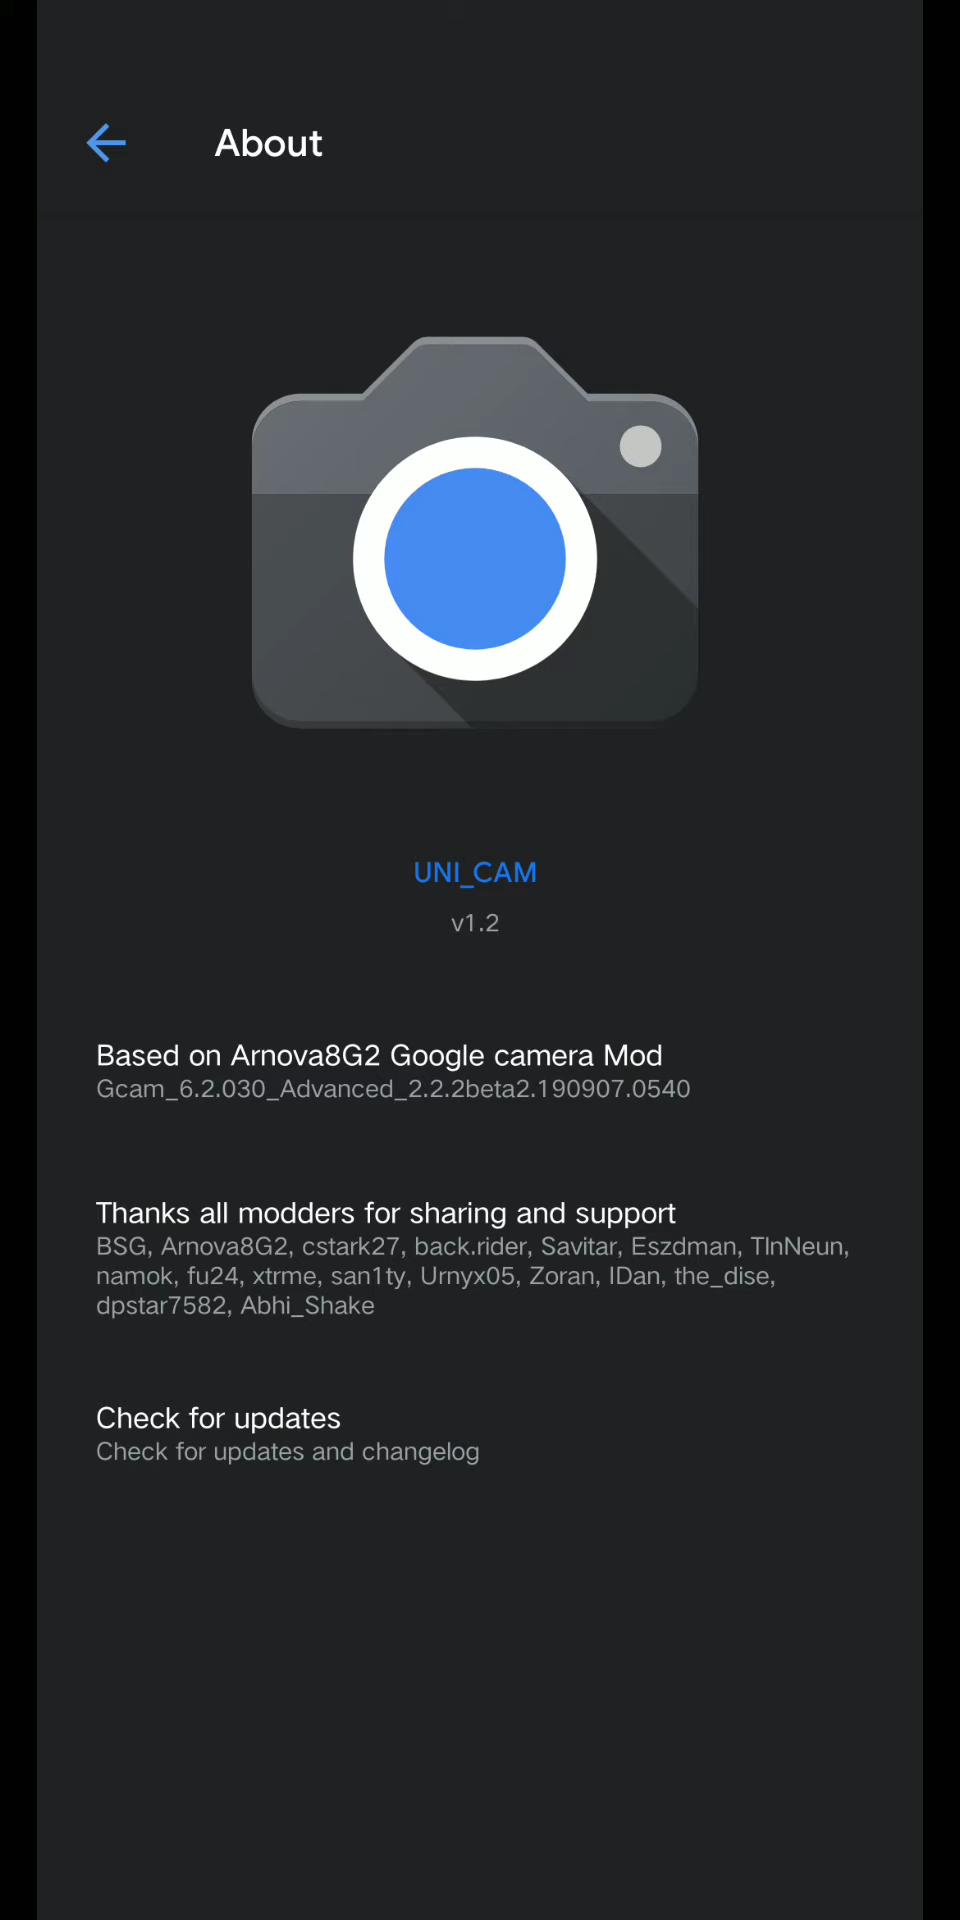 About
UNI_CAM
v1.2
Based on Arnova8G2 Google camera Mod
Gcam_6.2.030_Advanced_2.2.2beta2.190907.0540
Thanks all modders for sharing and support
BSG, Arnova8G2, cstark27, back.rider, Savitar, Eszdman, TlnNeun,
namok, fu24, xtrme, san1ty, Urnyx05, Zoran, IDan, the_dise,
dpstar7582, Abhi_Shake
Check for updates
Check for updates and changelog